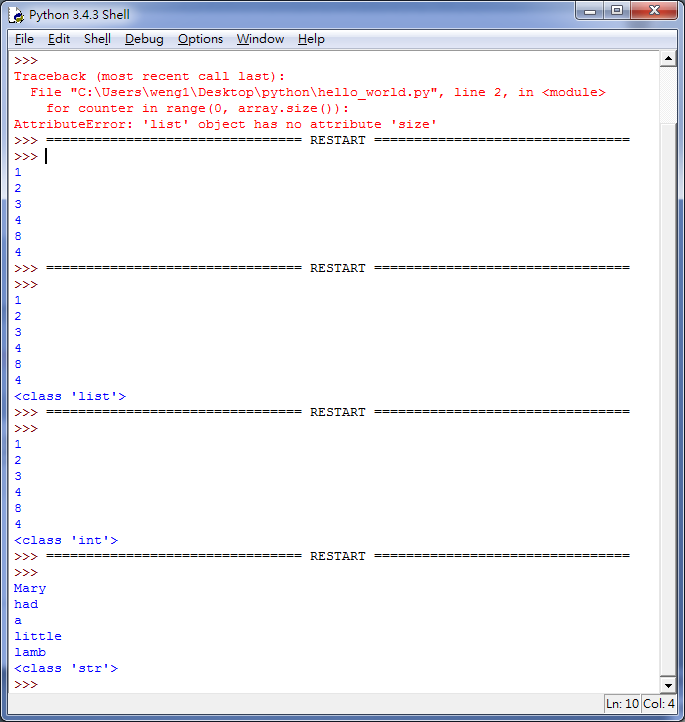 Python 3.4.3 Shell
File Edit Shell Debug Options Window Help
>>>
Traceback (most recent call last):
  File "C:\Users\weng1\Desktop\python\hello_world.py", line 2, in <module>
    for counter in range(0, array.size()):
AttributeError: 'list' object has no attribute 'size'
>>> ================================ RESTART ================================
>>>
1
2
3
4
8
4
>>> ================================ RESTART ================================
>>>
1
2
3
4
8
4
<class 'list'>
>>> ================================ RESTART ================================
>>>
1
2
3
4
8
4
<class 'int'>
>>> ================================ RESTART ================================
>>>
Mary
had
a
little
lamb
<class 'str'>
>>>
Ln: 10 Col: 4